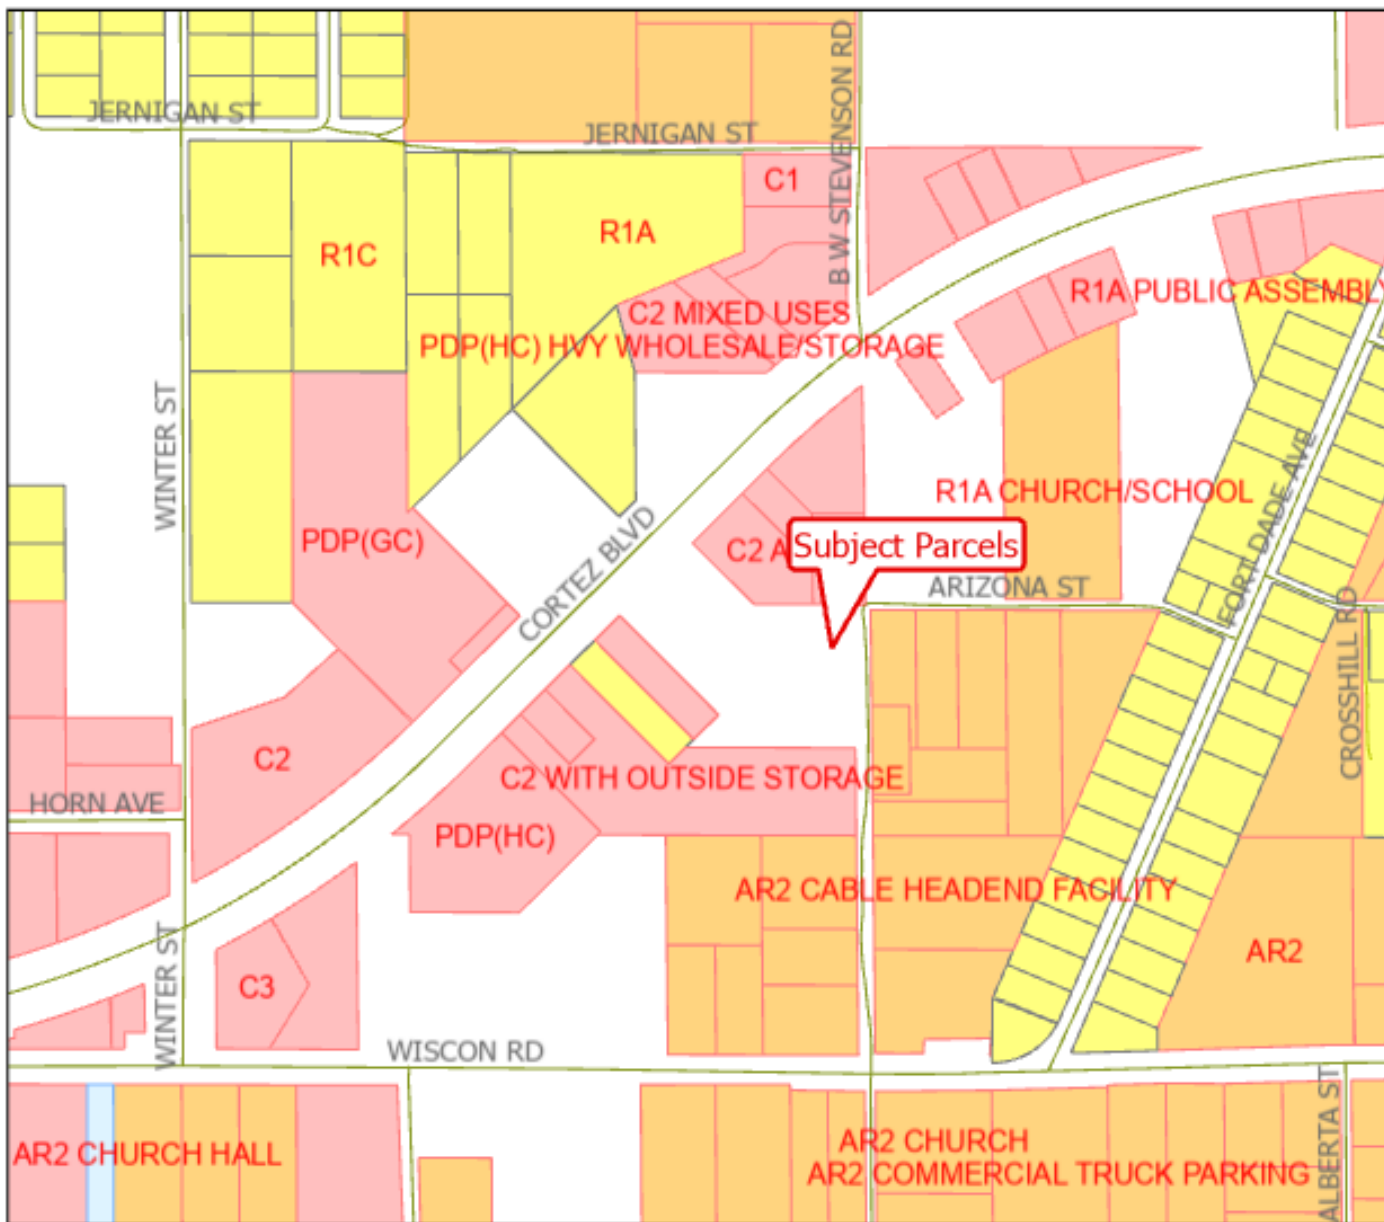 JERNIGAN ST
JERNIGAN ST
B W STEVENSON RD
C1
R1C
R1A
C2 MIXED USES
R1A PUBLIC ASSEMBLY
PDP(HC) HVY WHOLESALE/STORAGE
WINTER ST
R1A CHURCH/SCHOOL
FORT DADE AVE
PDP(GC)
CORTEZ BLVD
C2 A
Subject Parcels
ARIZONA ST
CROSSHILL RD
C2
C2 WITH OUTSIDE STORAGE
HORN AVE
PDP(HC)
AR2 CABLE HEADEND FACILITY
AR2
C3
WINTER ST
WISCON RD
ALBERTA ST
AR2 CHURCH HALL
AR2 CHURCH
AR2 COMMERCIAL TRUCK PARKING